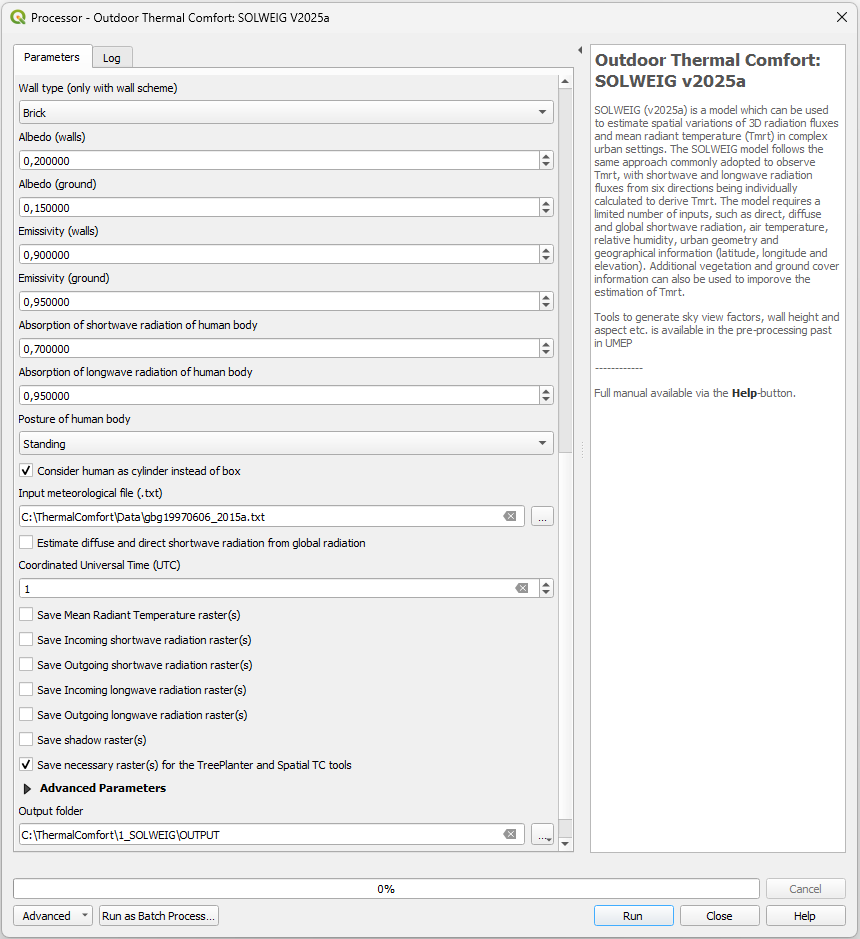 Processor - Outdoor Thermal Comfort: SOLWEIG V2025a
Parameters
Log
Wall type (only with wall scheme)
Brick
Albedo (walls)
0,200000
Albedo (ground)
0,150000
Emissivity (walls)
0,900000
Emissivity (ground)
0,950000
Absorption of shortwave radiation of human body
0,700000
Absorption of longwave radiation of human body
0,950000
Posture of human body
Standing
Consider human as cylinder instead of box
Input meteorological file (.txt)
C:\ThermalComfort\Data\gbg19970606_2015a.txt
...
Estimate diffuse and direct shortwave radiation from global radiation
Coordinated Universal Time (UTC)
1
Save Mean Radiant Temperature raster(s)
Save Incoming shortwave radiation raster(s)
Save Outgoing shortwave radiation raster(s)
Save Incoming longwave radiation raster(s)
Save Outgoing longwave radiation raster(s)
Save shadow raster(s)
Save necessary raster(s) for the TreePlanter and Spatial TC tools
Advanced Parameters
Output folder
C:\ThermalComfort\1_SOLWEIG\OUTPUT
...
Outdoor Thermal Comfort:
SOLWEIG v2025a
SOLWEIG (v2025a) is a model which can be used
to estimate spatial variations of 3D radiation fluxes
and mean radiant temperature (Tmrt) in complex
urban settings. The SOLWEIG model follows the
same approach commonly adopted to observe
Tmrt, with shortwave and longwave radiation
fluxes from six directions being individually
calculated to derive Tmrt. The model requires a
limited number of inputs, such as direct, diffuse
and global shortwave radiation, air temperature,
relative humidity, urban geometry and
geographical information (latitude, longitude and
elevation). Additional vegetation and ground cover
information can also be used to imporove the
estimation of Tmrt.
Tools to generate sky view factors, wall height and
aspect etc. is available in the pre-processing past
in UMEP
------------
Full manual available via the Help-button.
0%
Cancel
Advanced
Run as Batch Process...
Run
Close
Help